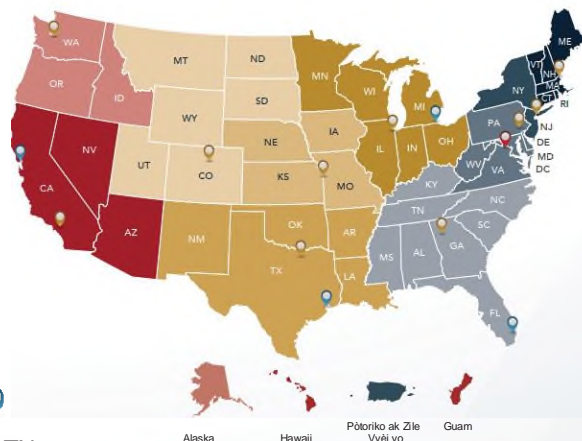 WA
MT
ND
MN
ME
VT
NH
MA
CT
RI
OR
ID
SD
WI
MI
NY
WY
IA
PA
NJ
NV
NE
IL
IN
OH
DE
MD
DC
UT
CO
KS
MO
WV
VA
KY
CA
NC
TN
AZ
NM
OK
AR
SC
MS
AL
GA
TX
LA
FL
Pòtoriko ak Zile
Vyèj yo
Guam
Alaska
Hawaii